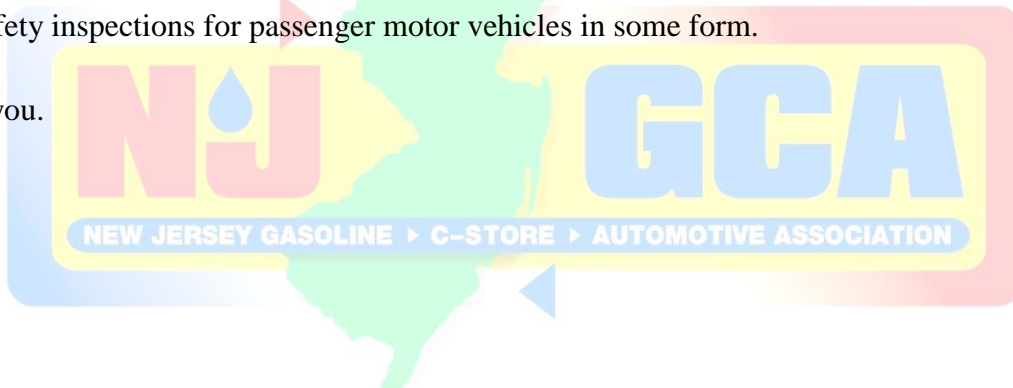 fety inspections for passenger motor vehicles in some form.
you.
NJ GCA
NEW JERSEY GASOLINE ▸ C-STORE ▸ AUTOMOTIVE ASSOCIATION